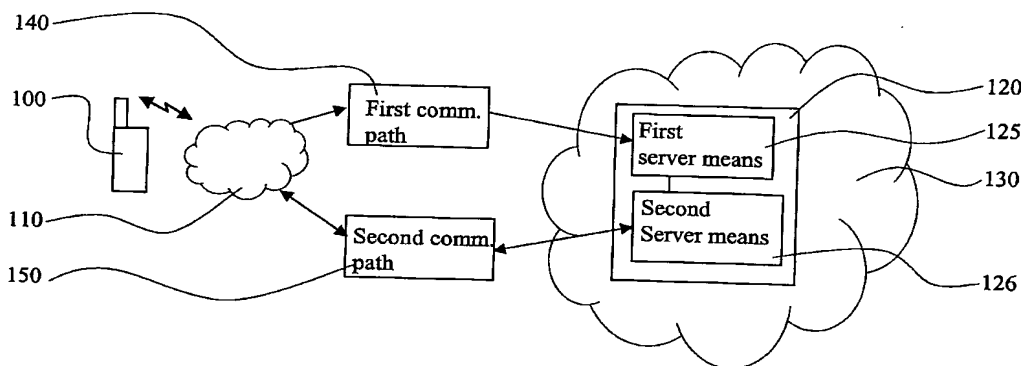 140
100
First comm.
path
120
First
server means
125
130
110
Second comm.
path
Second
Server means
150
126